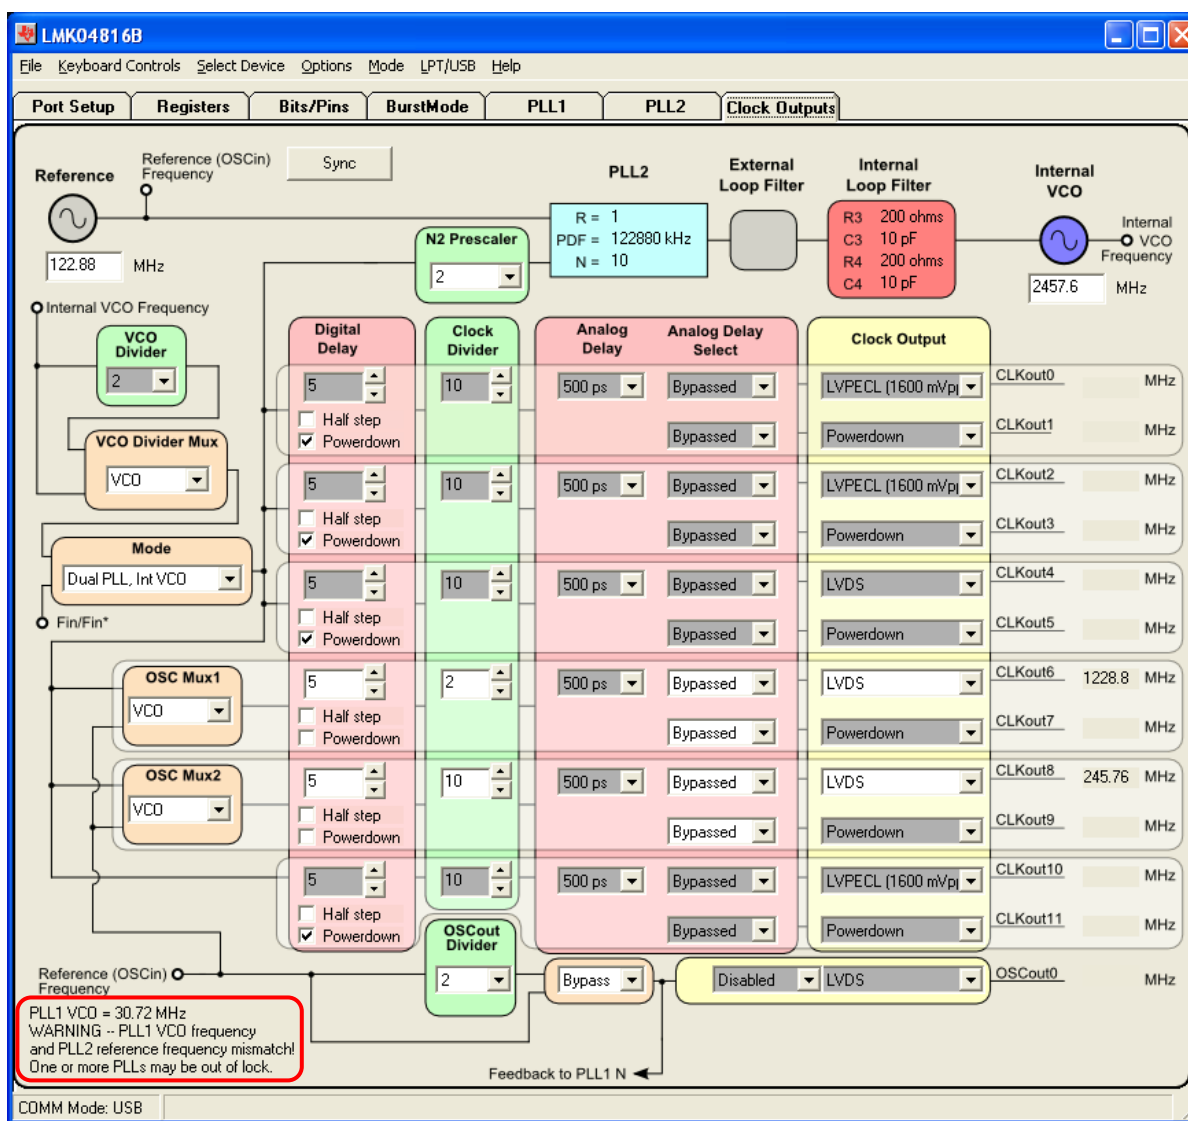 LMK04816B
File Keyboard Controls Select Device Options Mode LPT/USB Help
Port Setup Registers Bits/Pins BurstMode PLL1 PLL2 Clock Outputs
Reference
Reference (OSCin)
Frequency
Sync
122.88 MHz
N2 Prescaler
2
PLL2
R = 1
PDF = 122880 kHz
N = 10
External
Loop Filter
Internal
Loop Filter
R3 200 ohms
C3 10 pF
R4 200 ohms
C4 10 pF
Internal
VCO
Internal
VCO
Frequency
2457.6 MHz
Internal VCO Frequency
VCO
Divider
2
VCO Divider Mux
VCO
Mode
Dual PLL, Int VCO
Fin/Fin*
OSC Mux1
VCO
OSC Mux2
VCO
Digital
Delay
Clock
Divider
Analog
Delay
Analog Delay
Select
Clock Output
5 10 500 ps Bypassed LVPECL (1600 mVp CLKout0 MHz
Half step
Powerdown Bypassed Powerdown CLKout1 MHz
5 10 500 ps Bypassed LVPECL (1600 mVp CLKout2 MHz
Half step
Powerdown Bypassed Powerdown CLKout3 MHz
5 10 500 ps Bypassed LVDS CLKout4 MHz
Half step
Powerdown Bypassed Powerdown CLKout5 MHz
5 2 500 ps Bypassed LVDS CLKout6 1228.8 MHz
Half step
Powerdown Bypassed Powerdown CLKout7 MHz
5 10 500 ps Bypassed LVDS CLKout8 245.76 MHz
Half step
Powerdown Bypassed Powerdown CLKout9 MHz
5 10 500 ps Bypassed LVPECL (1600 mVp CLKout10 MHz
Half step
Powerdown Bypassed Powerdown CLKout11 MHz
OSCout
Divider
2 Bypass Disabled LVDS OSCout0 MHz
Reference (OSCin)
Frequency
PLL1 VCO = 30.72 MHz
WARNING -- PLL1 VCO frequency
and PLL2 reference frequency mismatch!
One or more PLLs may be out of lock.
Feedback to PLL1 N
COMM Mode: USB